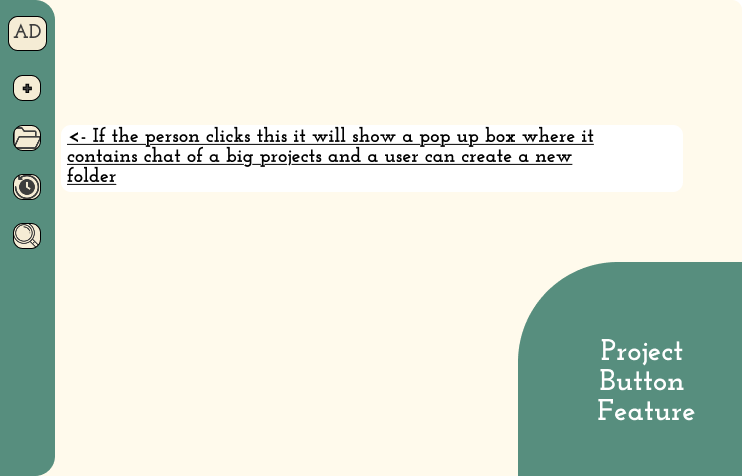 AD
<- If the person clicks this it will show a pop up box where it
contains chat of a big projects and a user can create a new
folder
Project
Button
Feature